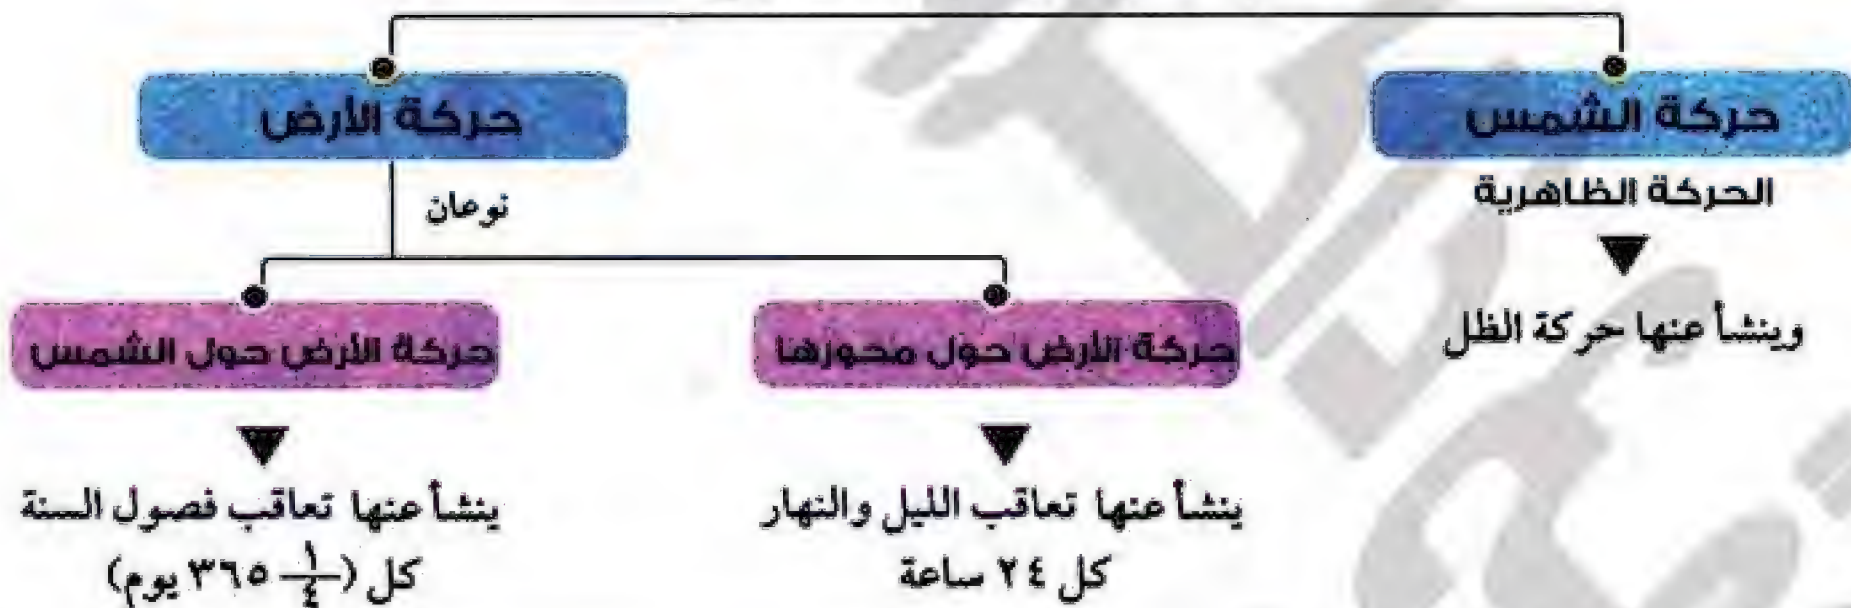 حركة الشمس
الحركة الظاهرية
وينشأ عنها حركة الظل
حركة الأرض
نوعان
حركة الأرض حول محورها
ينشأ عنها تعاقب الليل والنهار
كل ٢٤ ساعة
حركة الأرض حول الشمس
ينشأ عنها تعاقب فصول السنة
كل (١/٤ ٣٦٥ يوم)